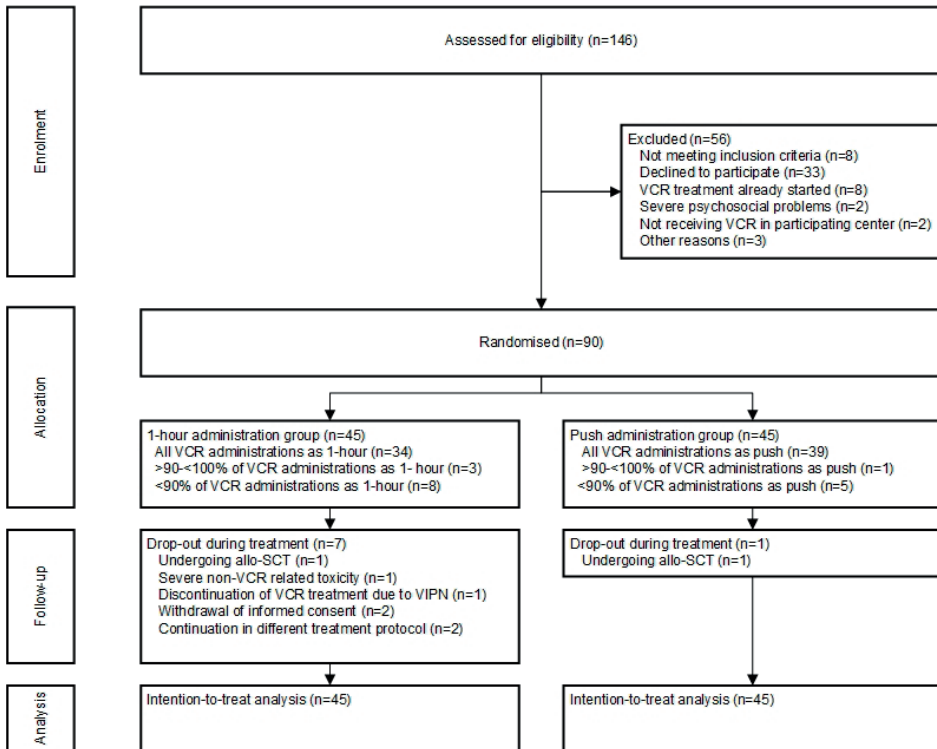 Enrolment
Assessed for eligibility (n=146)
Excluded (n=56)
Not meeting inclusion criteria (n=8)
Declined to participate (n=33)
VCR treatment already started (n=8)
Severe psychosocial problems (n=2)
Not receiving VCR in participating center (n=2)
Other reasons (n=3)
Allocation
Randomised (n=90)
1-hour administration group (n=45)
All VCR administrations as 1-hour (n=34)
>90-<100% of VCR administrations as 1- hour (n=3)
<90% of VCR administrations as 1-hour (n=8)
Push administration group (n=45)
All VCR administrations as push (n=39)
>90-<100% of VCR administrations as push (n=1)
<90% of VCR administrations as push (n=5)
Follow-up
Drop-out during treatment (n=7)
Undergoing allo-SCT (n=1)
Severe non-VCR related toxicity (n=1)
Discontinuation of VCR treatment due to VIPN (n=1)
Withdrawal of informed consent (n=2)
Continuation in different treatment protocol (n=2)
Drop-out during treatment (n=1)
Undergoing allo-SCT (n=1)
Analysis
Intention-to-treat analysis (n=45)
Intention-to-treat analysis (n=45)